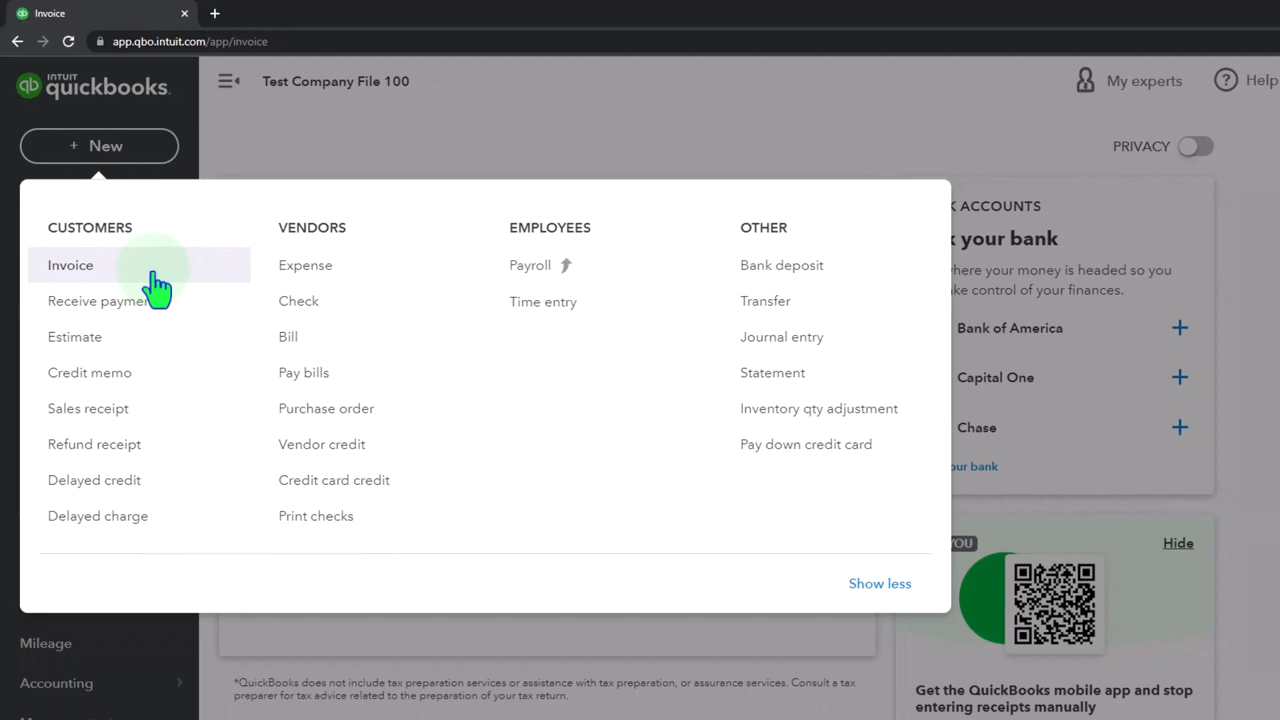 Invoice
app.qbo.intuit.com/app/invoice
INTUIT
quickbooks.
Test Company File 100
My experts
Help
+ New
PRIVACY
CUSTOMERS
Invoice
Receive paymen
Estimate
Credit memo
Sales receipt
Refund receipt
Delayed credit
Delayed charge
VENDORS
Expense
Check
Bill
Pay bills
Purchase order
Vendor credit
Credit card credit
Print checks
EMPLOYEES
Payroll
Time entry
OTHER
Bank deposit
Transfer
Journal entry
Statement
Inventory qty adjustment
Pay down credit card
Show less
K ACCOUNTS
k your bank
where your money is headed so you
ke control of your finances.
Bank of America
Capital One
Chase
our bank
YOU
Hide
Get the QuickBooks mobile app and stop
entering receipts manually
Mileage
Accounting
*QuickBooks does not include tax preparation services or assistance with tax preparation, or assurance services. Consult a tax
preparer for tax advice related to the preparation of your tax return.